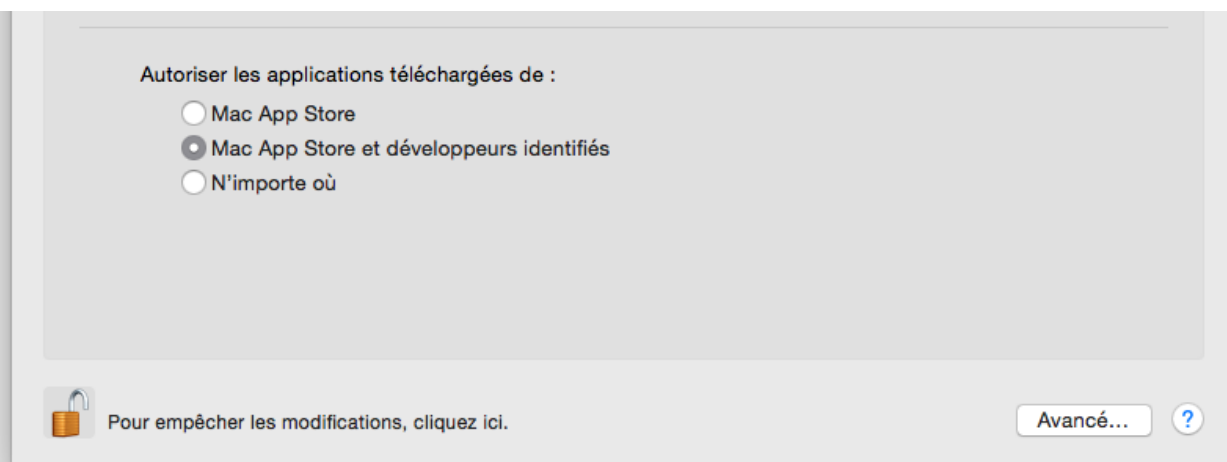 Autoriser les applications téléchargées de :
Mac App Store
Mac App Store et développeurs identifiés
N'importe où
Pour empêcher les modifications, cliquez ici.
Avancé...
?